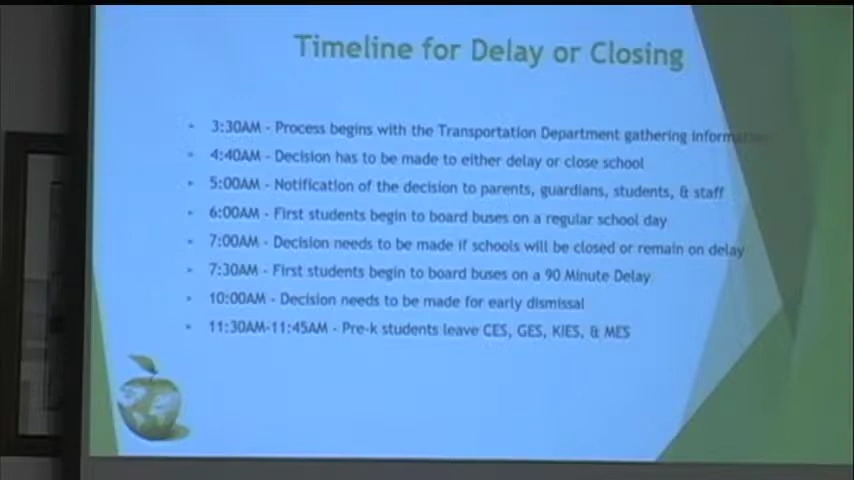 Timeline for Delay or Closing
• 3:30AM - Process begins with the Transportation Department gathering information
• 4:40AM - Decision has to be made to either delay or close school
• 5:00AM - Notification of the decision to parents, guardians, students, & staff
• 6:00AM - First students begin to board buses on a regular school day
• 7:00AM - Decision needs to be made if schools will be closed or remain on delay
• 7:30AM - First students begin to board buses on a 90 Minute Delay
• 10:00AM - Decision needs to be made for early dismissal
• 11:30AM-11:45AM - Pre-k students leave CES, GES, KIES, & MES